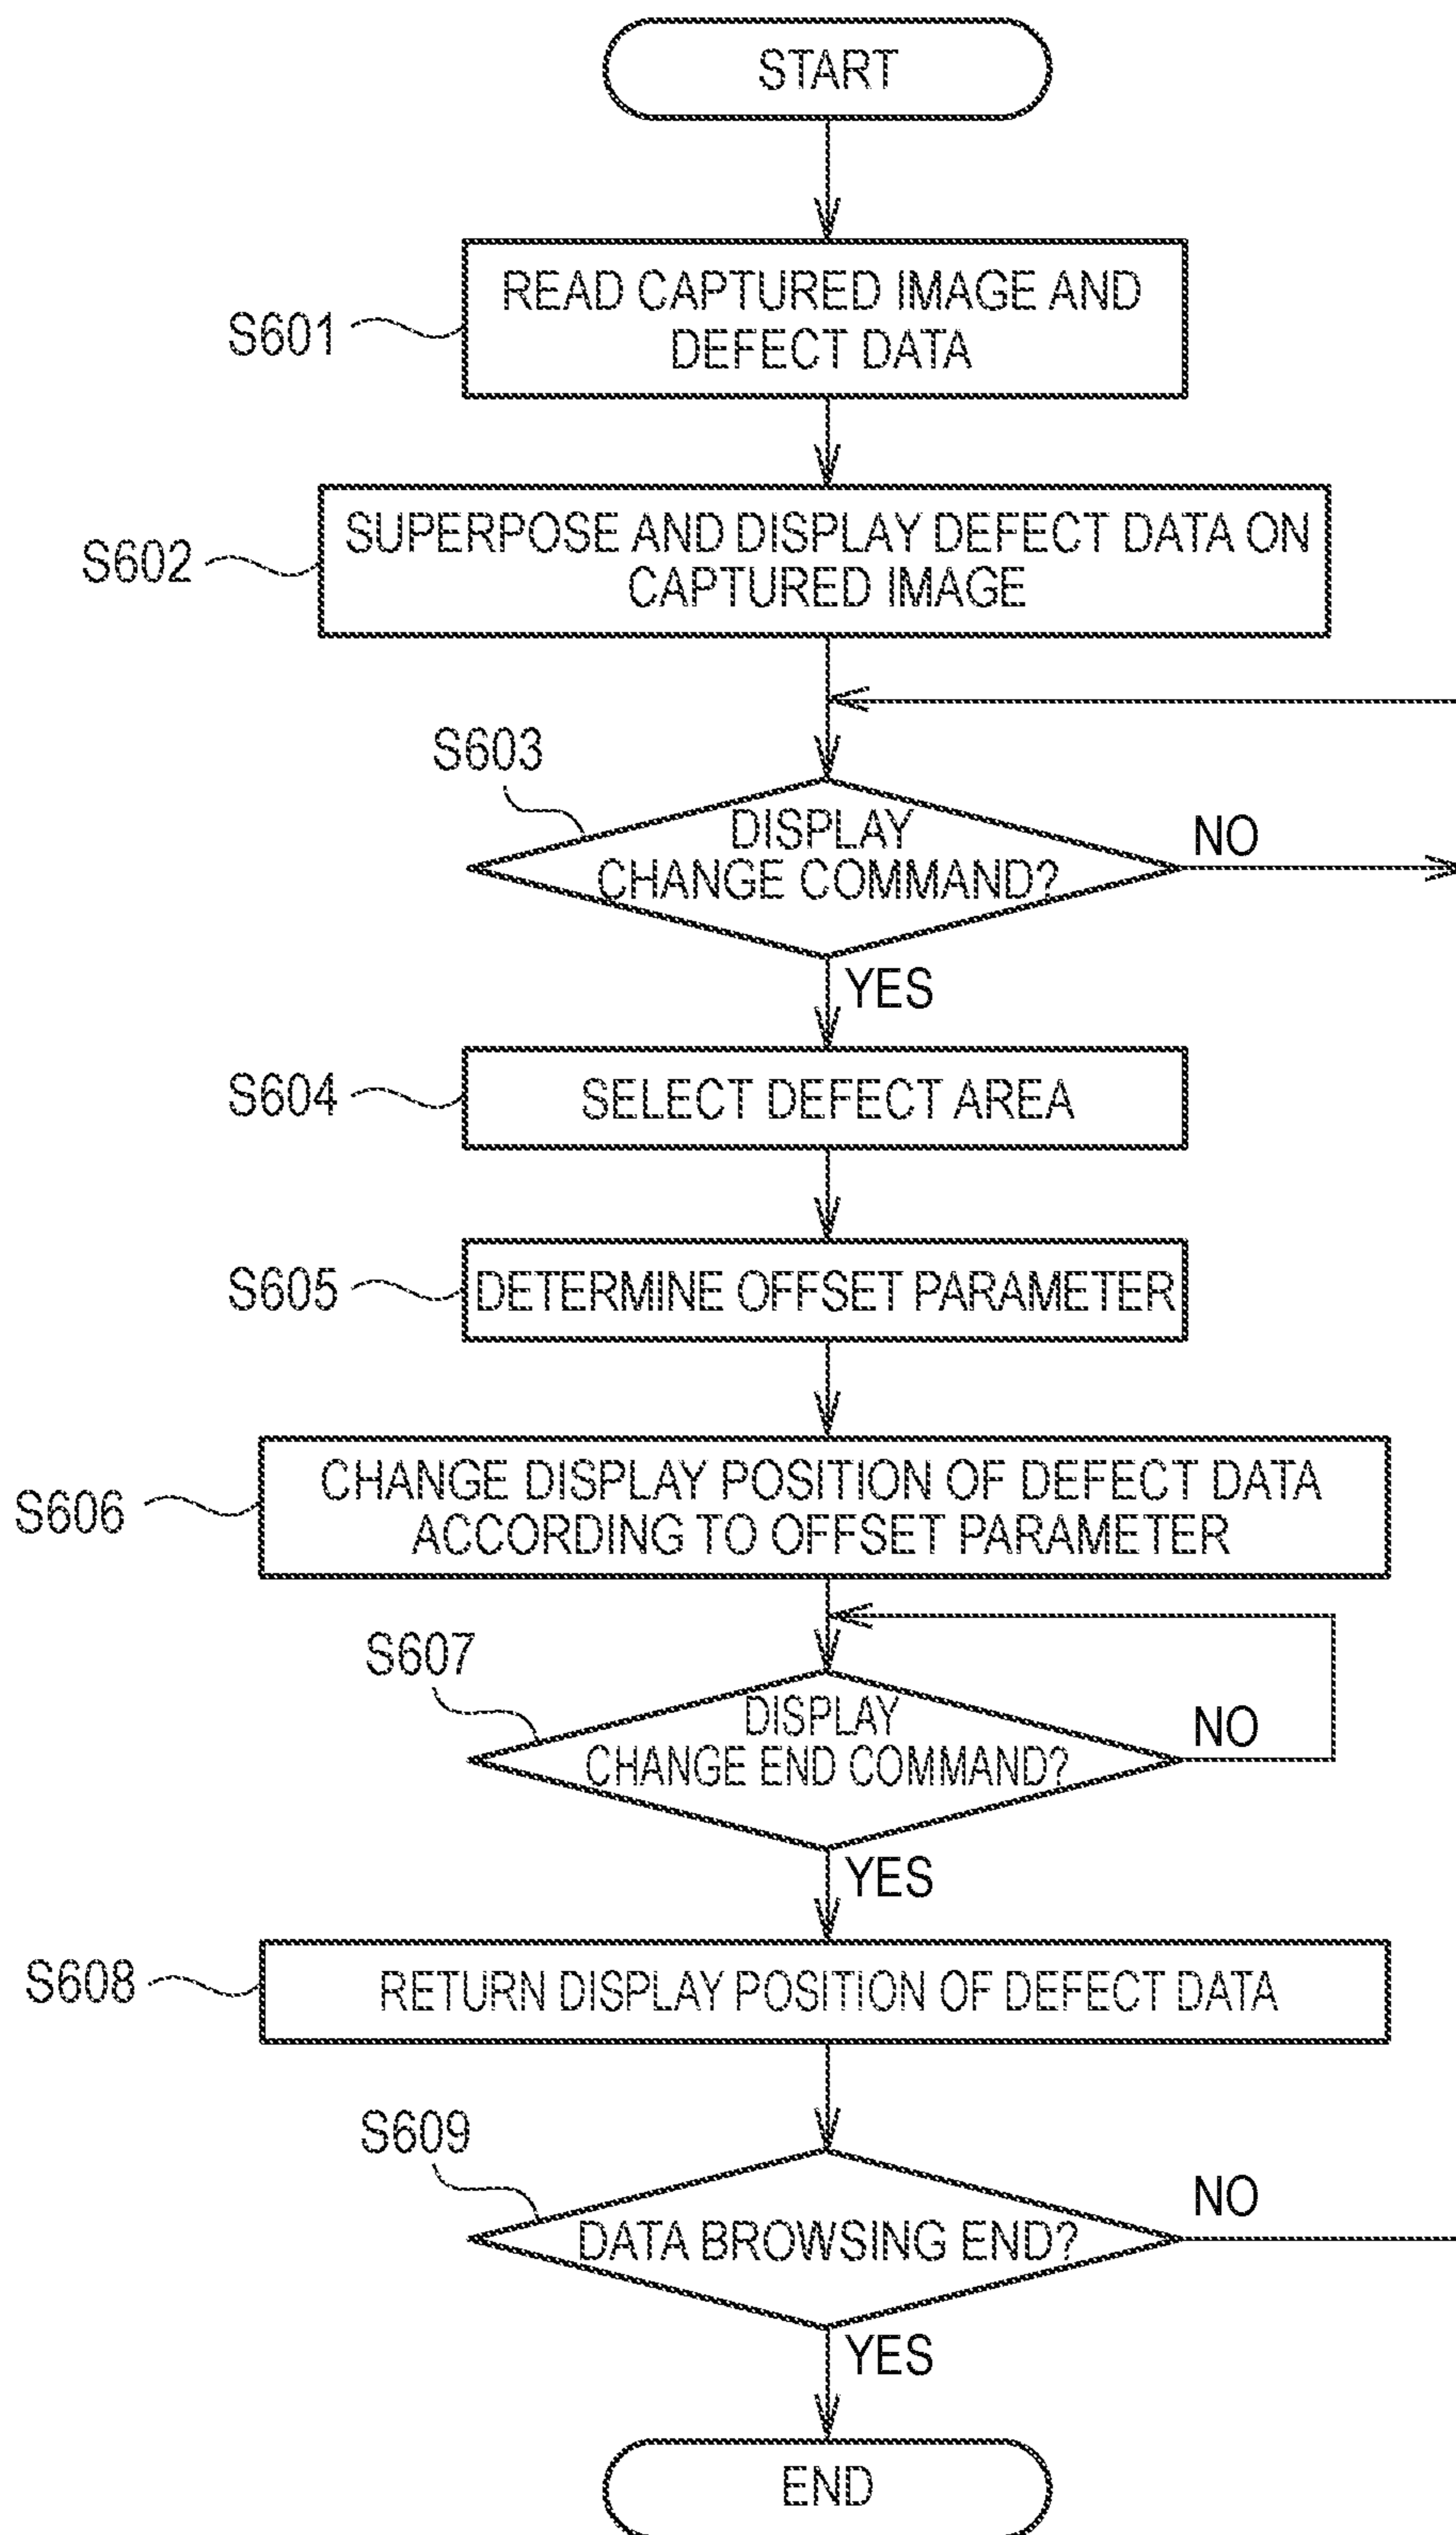 START
S601
READ CAPTURED IMAGE AND
DEFECT DATA
S602
SUPERPOSE AND DISPLAY DEFECT DATA ON
CAPTURED IMAGE
S603
DISPLAY
CHANGE COMMAND?
NO
YES
S604
SELECT DEFECT AREA
S605
DETERMINE OFFSET PARAMETER
S606
CHANGE DISPLAY POSITION OF DEFECT DATA
ACCORDING TO OFFSET PARAMETER
S607
DISPLAY
CHANGE END COMMAND?
NO
YES
S608
RETURN DISPLAY POSITION OF DEFECT DATA
S609
DATA BROWSING END?
NO
YES
END